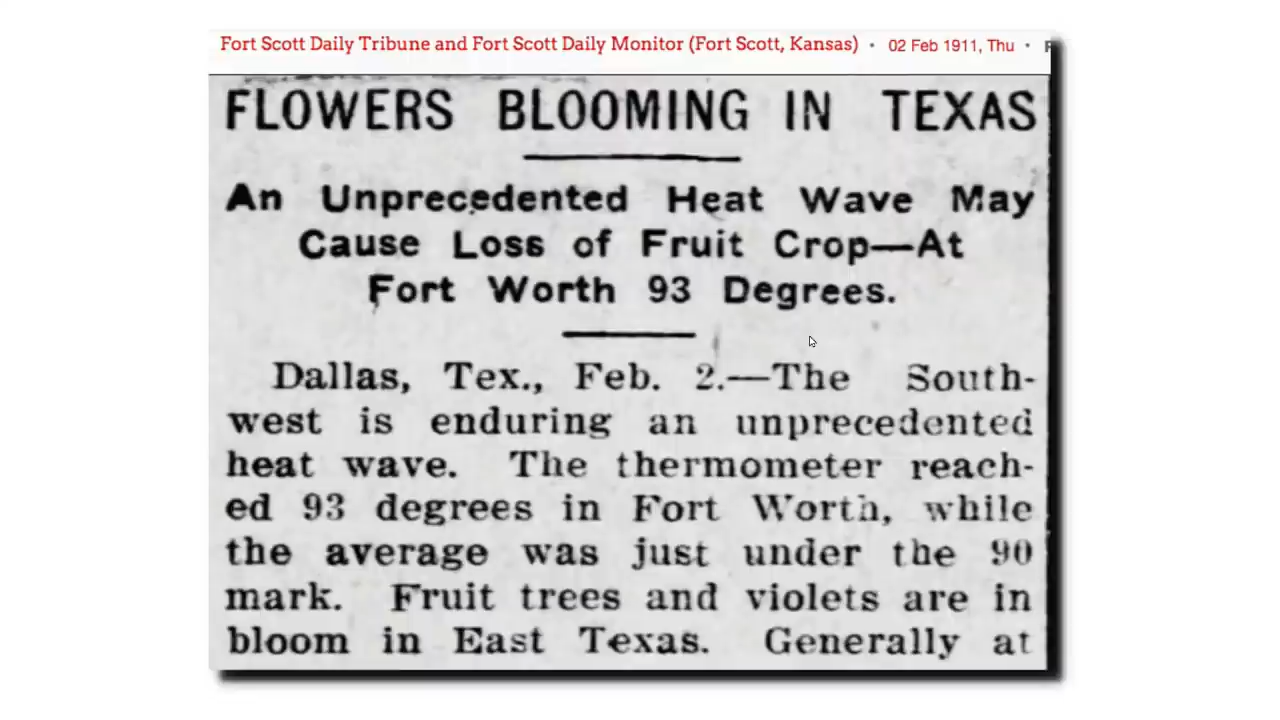 Fort Scott Daily Tribune and Fort Scott Daily Monitor (Fort Scott, Kansas) • 02 Feb 1911, Thu •
FLOWERS BLOOMING IN TEXAS
An Unprecedented Heat Wave May
Cause Loss of Fruit Crop—At
Fort Worth 93 Degrees.
Dallas, Tex., Feb. 2.—The South-
west is enduring an unprecedented
heat wave. The thermometer reach-
ed 93 degrees in Fort Worth, while
the average was just under the 90
mark. Fruit trees and violets are in
bloom in East Texas. Generally at